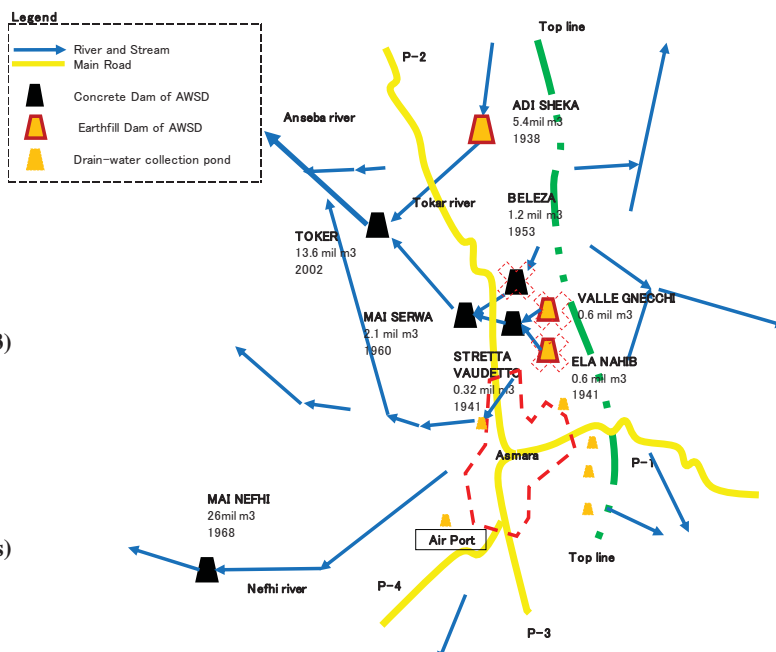 Legend
River and Stream
Main Road
Concrete Dam of AWSD
Earthfill Dam of AWSD
Drain-water collection pond
Top line
P-2
ADI SHEKA
5.4mil m3
1938
Anseba river
Tokar river
BELEZA
1.2 mil m3
1953
TOKER
13.6 mil m3
2002
VALLE GNECCHI
0.6 mil m3
MAI SERWA
2.1 mil m3
1960
3)
STRETTA
VAUDETTO
0.32 mil m3
1941
ELA NAHIB
0.6 mil m3
1941
Asmara
P-1
MAI NEFHI
26mil m3
1968
Air Port
s)
Top line
Nefhi river
P-4
P-3